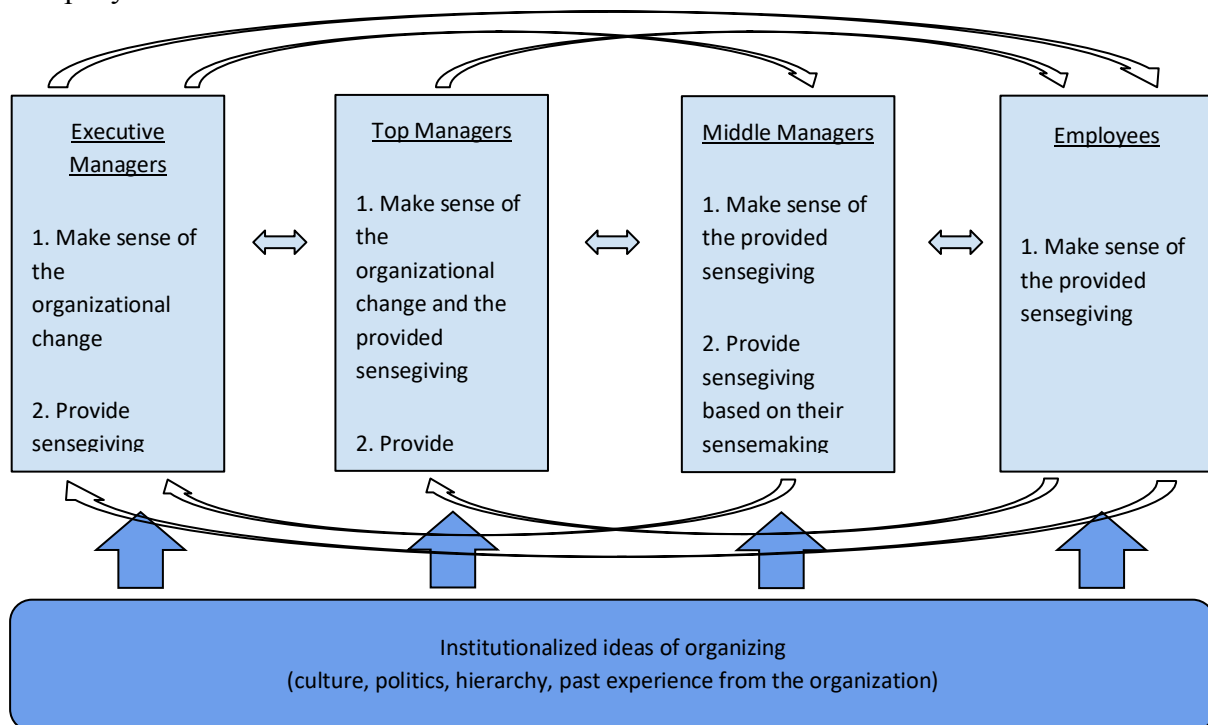 Executive
Managers
1. Make sense of
the
organizational
change
2. Provide
sensegiving
Top Managers
1. Make sense of
the
organizational
change and the
provided
sensegiving
2. Provide
Middle Managers
1. Make sense of
the provided
sensegiving
2. Provide
sensegiving
based on their
sensemaking
Employees
1. Make sense of
the provided
sensegiving
Institutionalized ideas of organizing
(culture, politics, hierarchy, past experience from the organization)